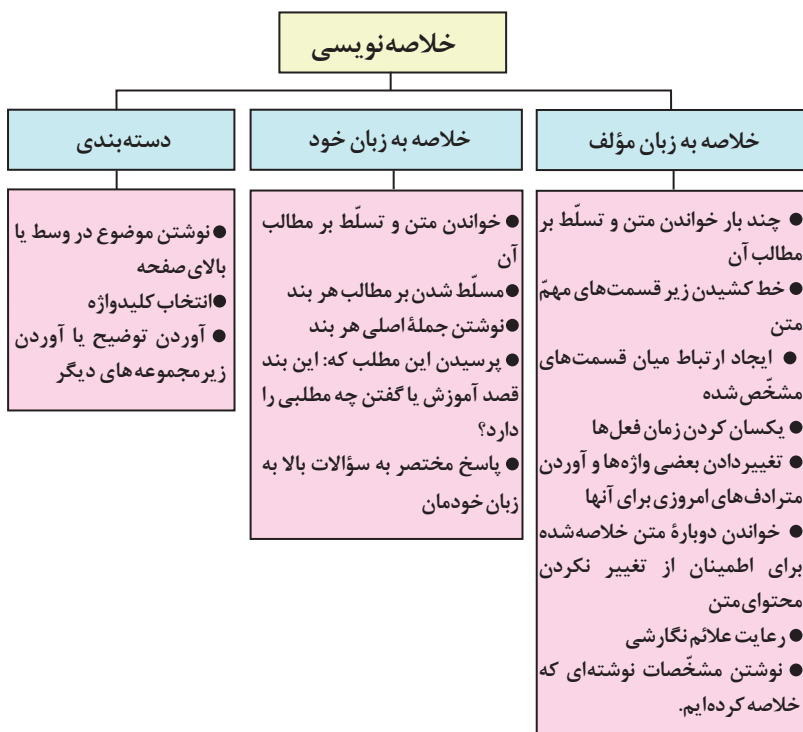 خلاصه‌نویسی
خلاصه به زبان مؤلف
● چند بار خواندن متن و تسلّط بر
مطالب آن
● خط کشیدن زیر قسمت‌های مهمّ
متن
● ایجاد ارتباط میان قسمت‌های
مشخّص‌شده
● یکسان کردن زمان فعل‌ها
● تغییردادن بعضی واژه‌ها و آوردن
مترادف‌های امروزی برای آنها
● خواندن دوبارۀ متن خلاصه‌شده
برای اطمینان از تغییر نکردن
محتوای متن
● رعایت علائم نگارشی
● نوشتن مشخّصات نوشته‌ای که
خلاصه کرده‌ایم.
خلاصه به زبان خود
● خواندن متن و تسلّط بر مطالب
آن
● مسلّط شدن بر مطالب هر بند
● نوشتن جملۀ اصلی هر بند
● پرسیدن این مطلب که: این بند
قصد آموزش یا گفتن چه مطلبی را
دارد؟
● پاسخ مختصر به سؤالات بالا به
زبان خودمان
دسته‌بندی
● نوشتن موضوع در وسط یا
بالای صفحه
● انتخاب کلیدواژه
● آوردن توضیح یا آوردن
زیرمجموعه‌های دیگر